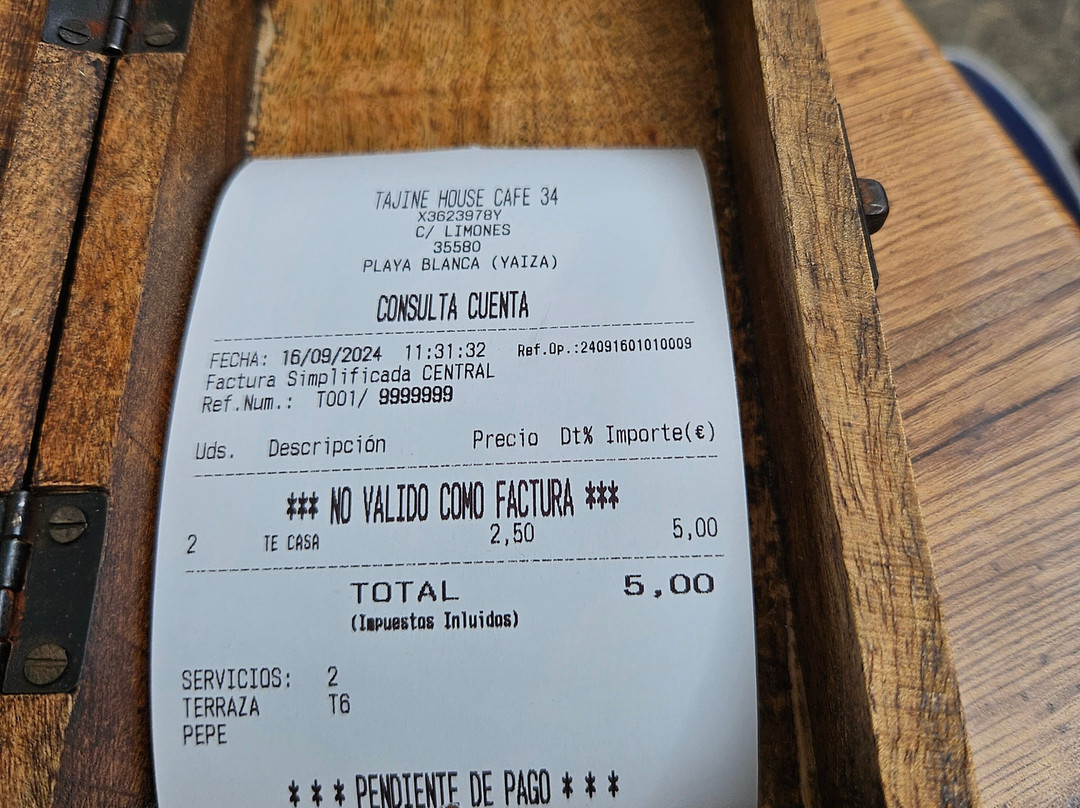 TAJINE HOUSE CAFE 34
X3623978Y
C/ LIMONES
35580
PLAYA BLANCA (YAIZA)
CONSULTA CUENTA
FECHA: 16/09/2024 11:31:32 Ref.Op.:24091601010009
Factura Simplificada CENTRAL
Ref.Num.: T001/ 9999999
Uds. Descripción Precio Dt% Importe(€)
*** NO VALIDO COMO FACTURA ***
2 TE CASA 2,50 5,00
TOTAL 5,00
(Impuestos Inluidos)
SERVICIOS: 2
TERRAZA T6
PEPE
* * * PENDIENTE DE PAGO * * *